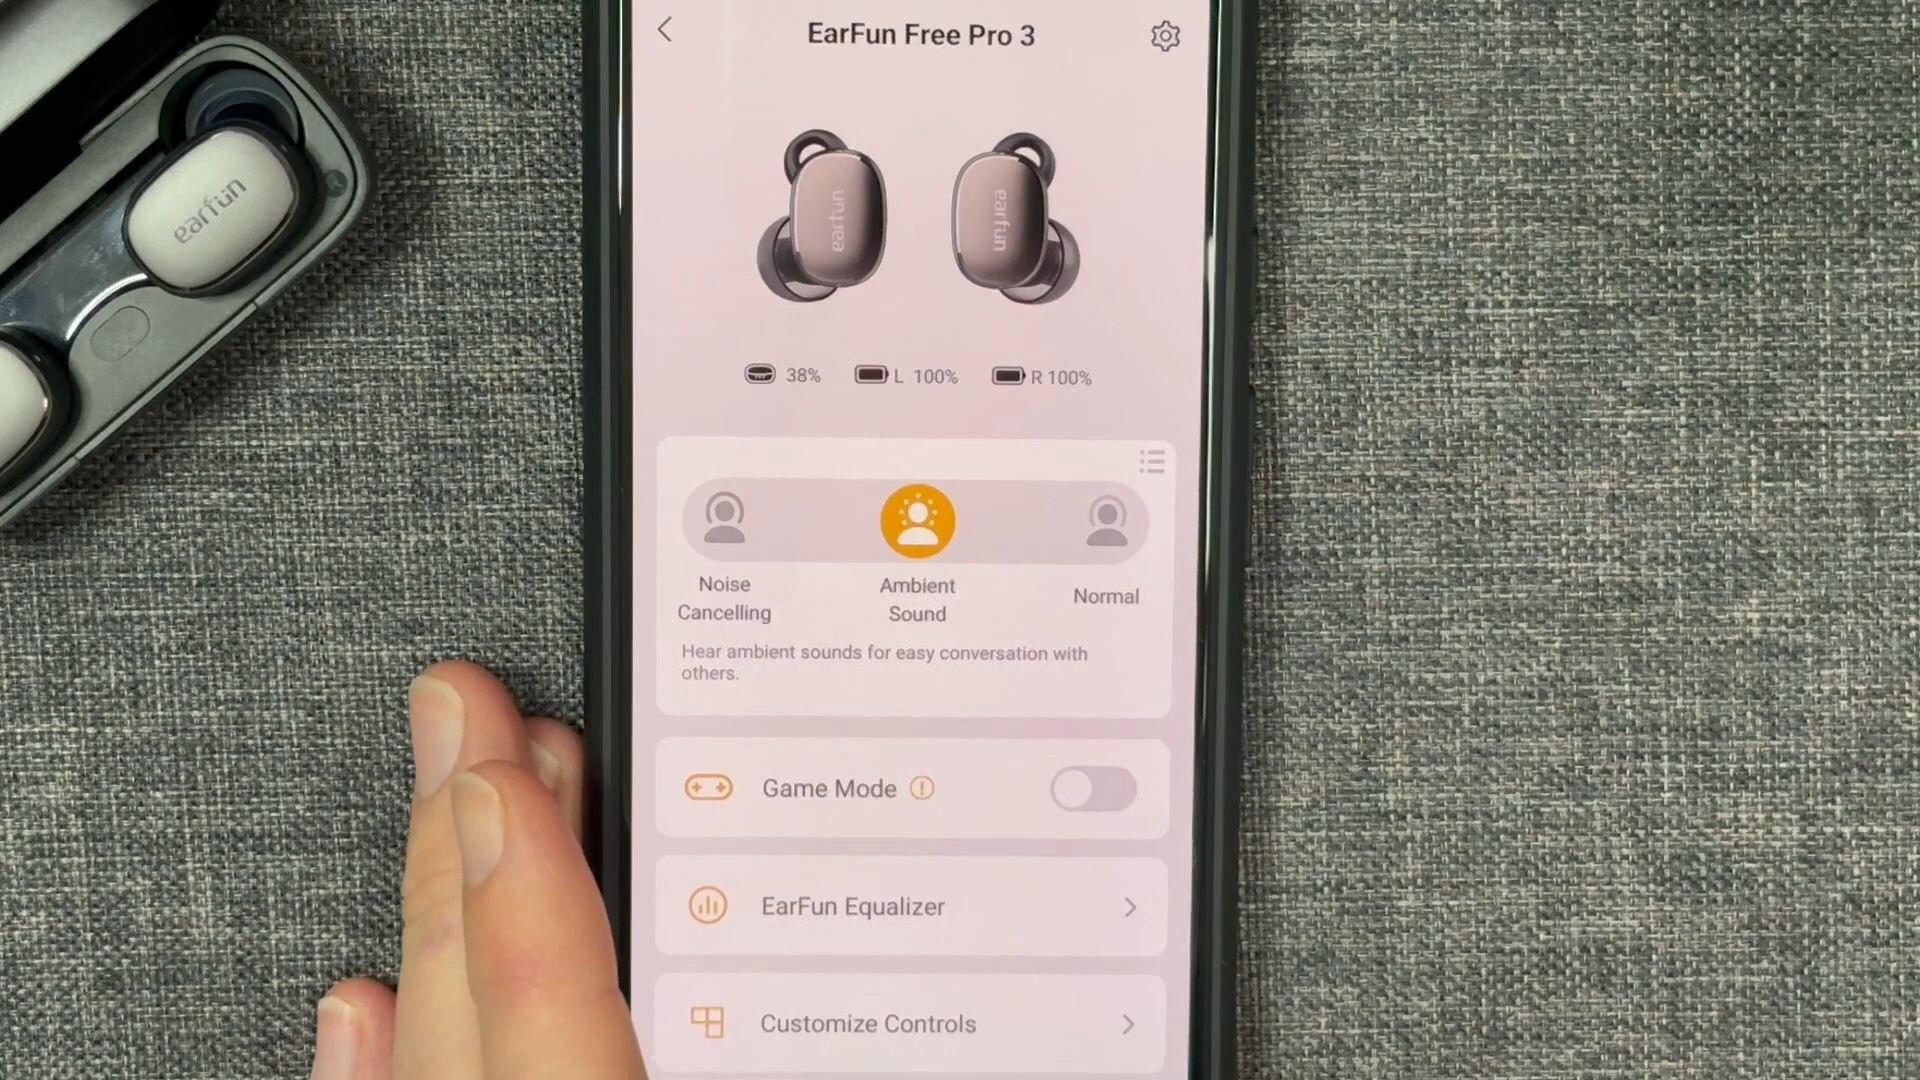 EarFun Free Pro 3
earfun
earfun
earfun
38%
L 100%
R 100%
Noise
Cancelling
Ambient
Sound
Normal
Hear ambient sounds for easy conversation with
others.
Game Mode
EarFun Equalizer
Customize Controls